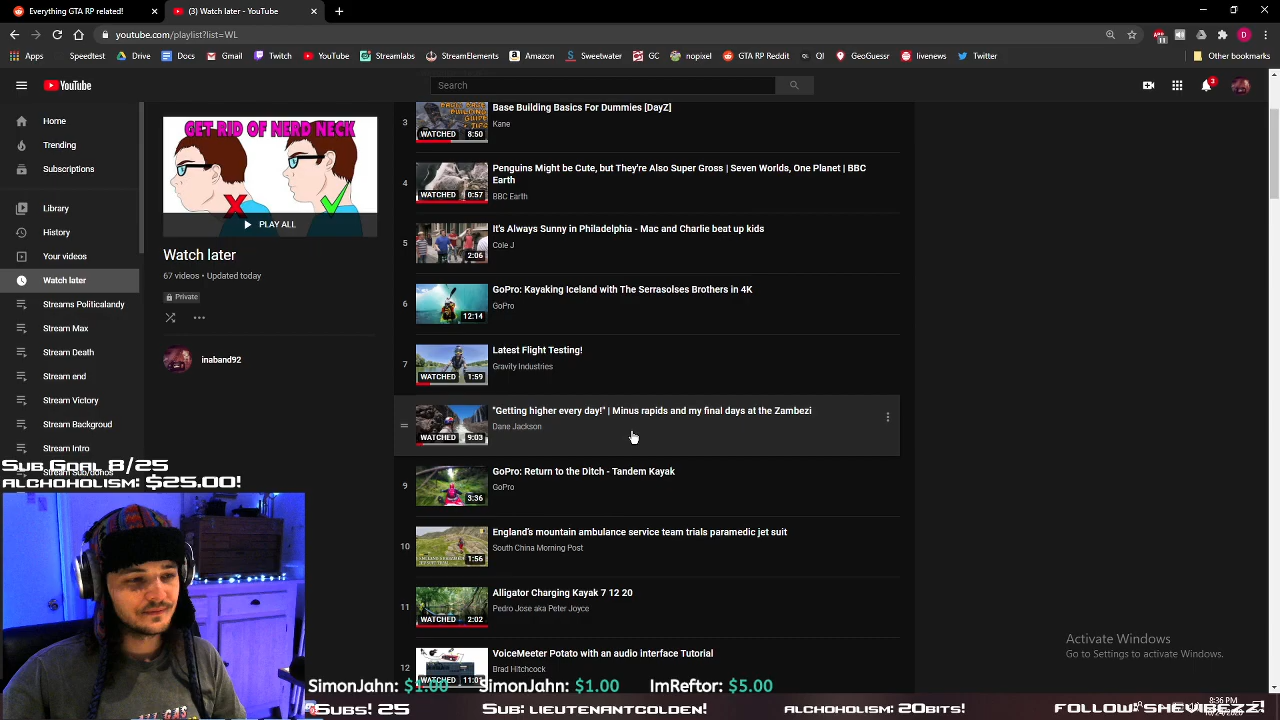 Everything GTA RP related!
(3) Watch later - YouTube
youtube.com/playlist?list=WL
Apps
Speedtest
Drive
Docs
Gmail
Twitch
YouTube
Streamlabs
StreamElements
Amazon
Sweetwater
GC
nopixel
GTA RP Reddit
QI
GeoGessr
livenews
Twitter
Other bookmarks
YouTube
Search
3
Home
Trending
Subscriptions
Library
History
Your videos
Watch later
Streams Politicalandy
Stream Max
Stream Death
Stream end
Stream Victory
Stream Background
Stream Intro
GET RID OF NERD NECK
PLAY ALL
Watch later
67 videos • Updated today
Private
inaband92
3
WATCHED
8:50
Base Building Basics For Dummies [DayZ]
Kane
4
WATCHED
0:57
Penguins Might be Cute, but They're Also Super Gross | Seven Worlds, One Planet | BBC
Earth
BBC Earth
5
2:06
It's Always Sunny in Philadelphia - Mac and Charlie beat up kids
Cole J
6
12:14
GoPro: Kayaking Iceland with The Serrasolses Brothers in 4K
GoPro
7
WATCHED
1:59
Latest Flight Testing!
Gravity Industries
WATCHED
9:03
"Getting higher every day!" | Minus rapids and my final days at the Zambezi
Dane Jackson
9
3:36
GoPro: Return to the Ditch - Tandem Kayak
GoPro
10
1:56
England's mountain ambulance service team trials paramedic jet suit
South China Morning Post
11
WATCHED
2:02
Alligator Charging Kayak 7 12 20
Pedro Jose aka Peter Joyce
12
WATCHED
11:01
VoiceMeeter Potato with an audio interface Tutorial
Brad Hitchcock
Sub Goal 8/25
Alchoholism: $25.00!
Activate Windows
Go to Settings to activate Windows.
SimonJahn: $1.00
SimonJahn: $1.00
ImReftor: $5.00
8:36 PM
Subs! 25
Sub: Lieutenant!
Alchoholism: 20bits!